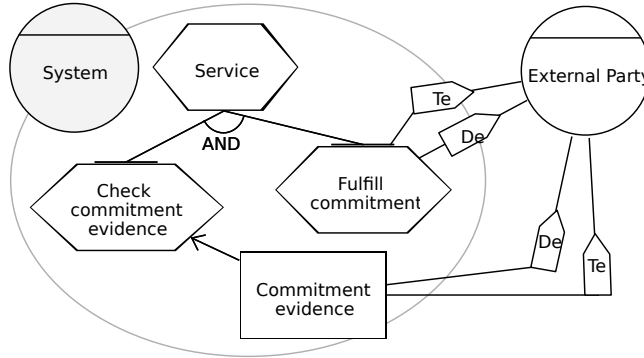 System
Service
External Party
Te
De
AND
Check
commitment
evidence
Fulfill
commitment
De
Te
Commitment
evidence